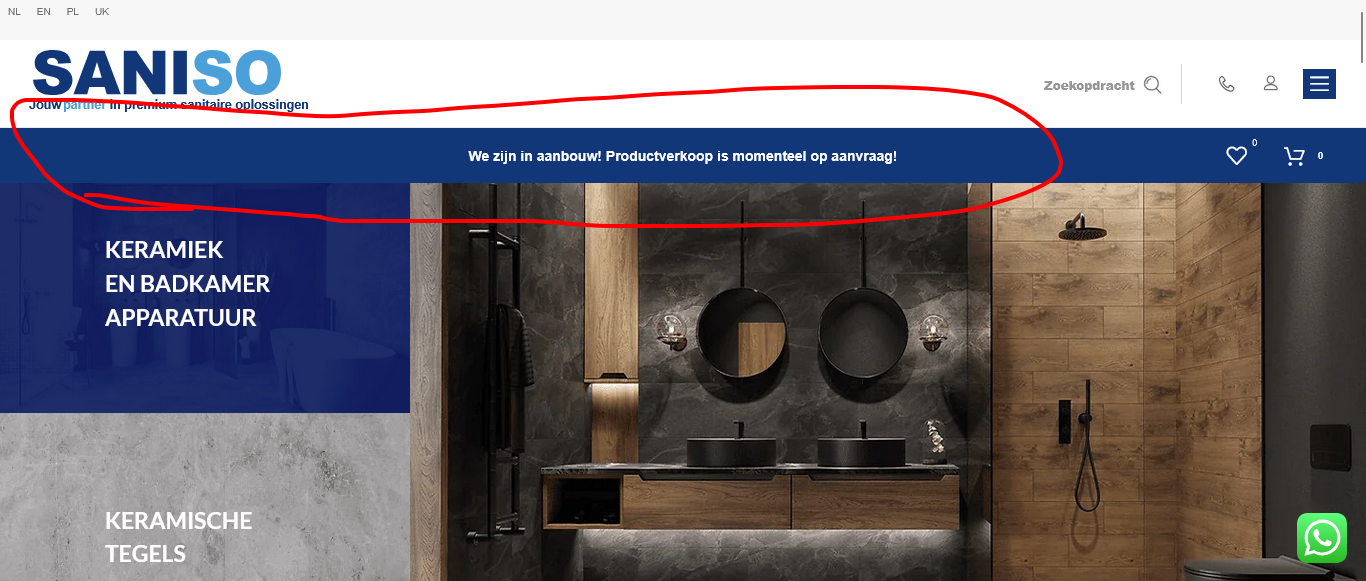 NL EN PL UK
SANISO
Jouw partner in premium sanitaire oplossingen
Zoekopdracht
We zijn in aanbouw! Productverkoop is momenteel op aanvraag!
0
0
KERAMIEK
EN BADKAMER
APPARATUUR
KERAMISCHE
TEGELS